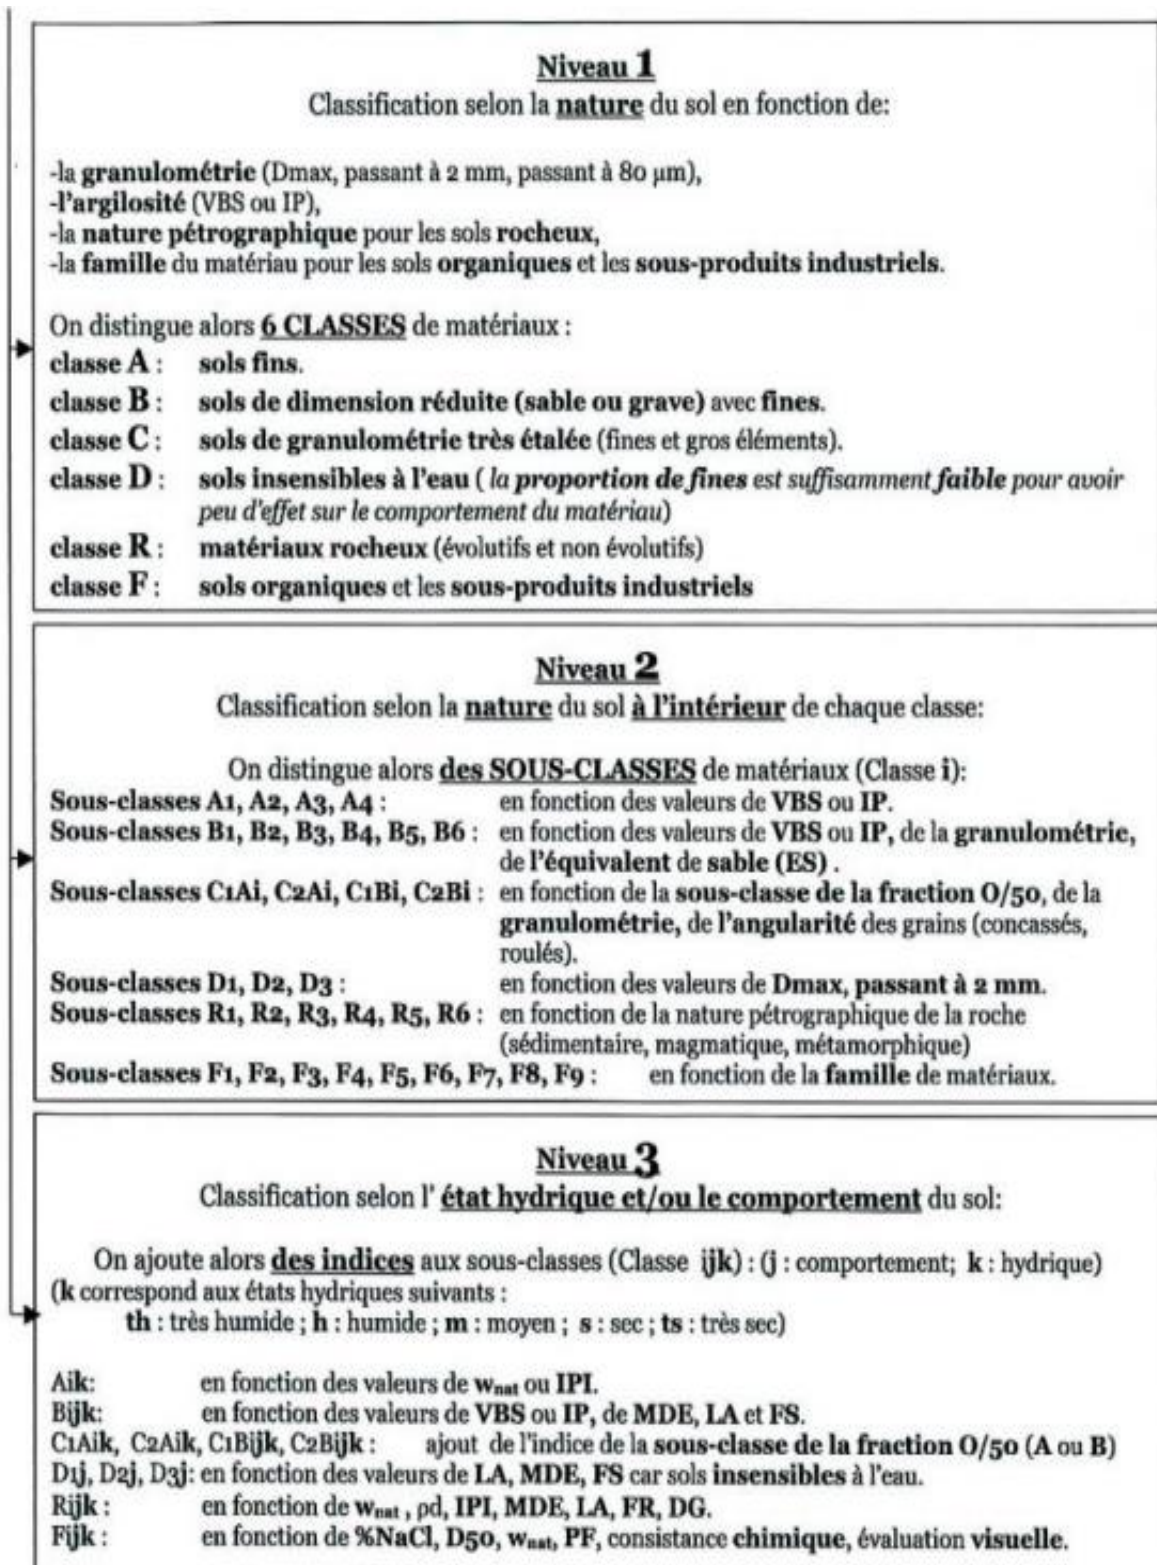 Niveau 1
Classification selon la nature du sol en fonction de:
-la granulométrie (Dmax, passant à 2 mm, passant à 80 µm),
-l'argilosité (VBS ou IP),
-la nature pétrographique pour les sols rocheux,
-la famille du matériau pour les sols organiques et les sous-produits industriels.
On distingue alors 6 CLASSES de matériaux :
classe A : sols fins.
classe B : sols de dimension réduite (sable ou grave) avec fines.
classe C : sols de granulométrie très étalée (fines et gros éléments).
classe D : sols insensibles à l'eau ( la proportion de fines est suffisamment faible pour avoir
peu d'effet sur le comportement du matériau)
classe R : matériaux rocheux (évolutifs et non évolutifs)
classe F : sols organiques et les sous-produits industriels
Niveau 2
Classification selon la nature du sol à l'intérieur de chaque classe:
On distingue alors des SOUS-CLASSES de matériaux (Classe i):
Sous-classes A1, A2, A3, A4 : en fonction des valeurs de VBS ou IP.
Sous-classes B1, B2, B3, B4, B5, B6 : en fonction des valeurs de VBS ou IP, de la granulométrie,
de l'équivalent de sable (ES) .
Sous-classes C1Ai, C2Ai, C1Bi, C2Bi : en fonction de la sous-classe de la fraction O/50, de la
granulométrie, de l'angularité des grains (concassés,
roulés).
Sous-classes D1, D2, D3 : en fonction des valeurs de Dmax, passant à 2 mm.
Sous-classes R1, R2, R3, R4, R5, R6 : en fonction de la nature pétrographique de la roche
(sédimentaire, magmatique, métamorphique)
Sous-classes F1, F2, F3, F4, F5, F6, F7, F8, F9 : en fonction de la famille de matériaux.
Niveau 3
Classification selon l' état hydrique et/ou le comportement du sol:
On ajoute alors des indices aux sous-classes (Classe ijk) : (j : comportement; k : hydrique)
(k correspond aux états hydriques suivants :
th : très humide ; h : humide ; m : moyen ; s : sec ; ts : très sec)
Aik: en fonction des valeurs de wnat ou IPI.
Bijk: en fonction des valeurs de VBS ou IP, de MDE, LA et FS.
C1Aik, C2Aik, C1Bijk, C2Bijk : ajout de l'indice de la sous-classe de la fraction O/50 (A ou B)
D1j, D2j, D3j: en fonction des valeurs de LA, MDE, FS car sols insensibles à l'eau.
Rijk : en fonction de wnat , ρd, IPI, MDE, LA, FR, DG.
Fijk : en fonction de %NaCl, D50, wnat, PF, consistance chimique, évaluation visuelle.